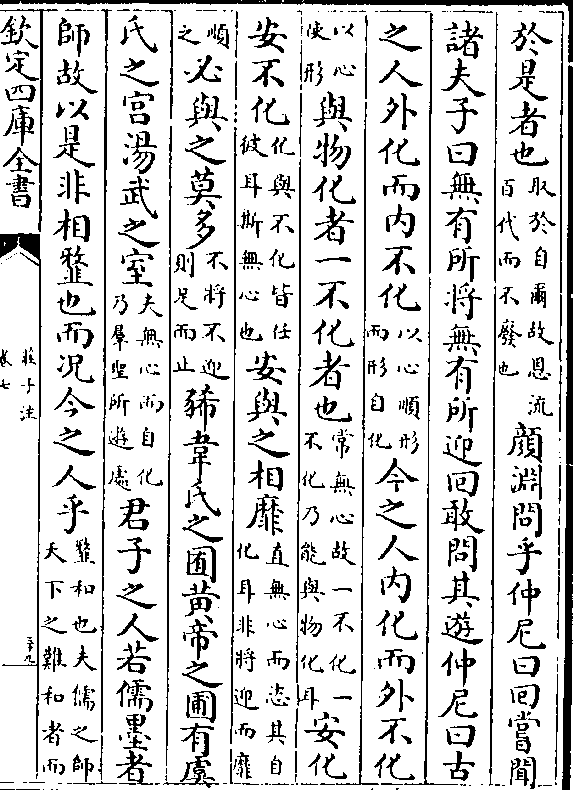 於是者也取於自爾故恩流百代而不廢也顔淵問乎仲尼曰回嘗聞
諸夫子曰無有所將無有所迎回敢問其遊仲尼曰古
之人外化而内不化以心順形而形自化今之人内化而外不化
以心使形與物化者一不化者也常無心故一不化一不化乃能與物化耳安化
安不化化與不化皆任彼耳斯無心也安與之相靡直無心而恣其自化耳非將迎而靡
順之必與之莫多不將不迎則足而止狶韋氏之囿黄帝之圃有虞
氏之宫湯武之室夫無心而自化乃羣聖所遊處君子之人若儒墨者
師故以是非相𩐋也而况今之人乎𩐋和也夫儒墨之師天下之難和者而
欽定四庫全書
莊子注
卷七